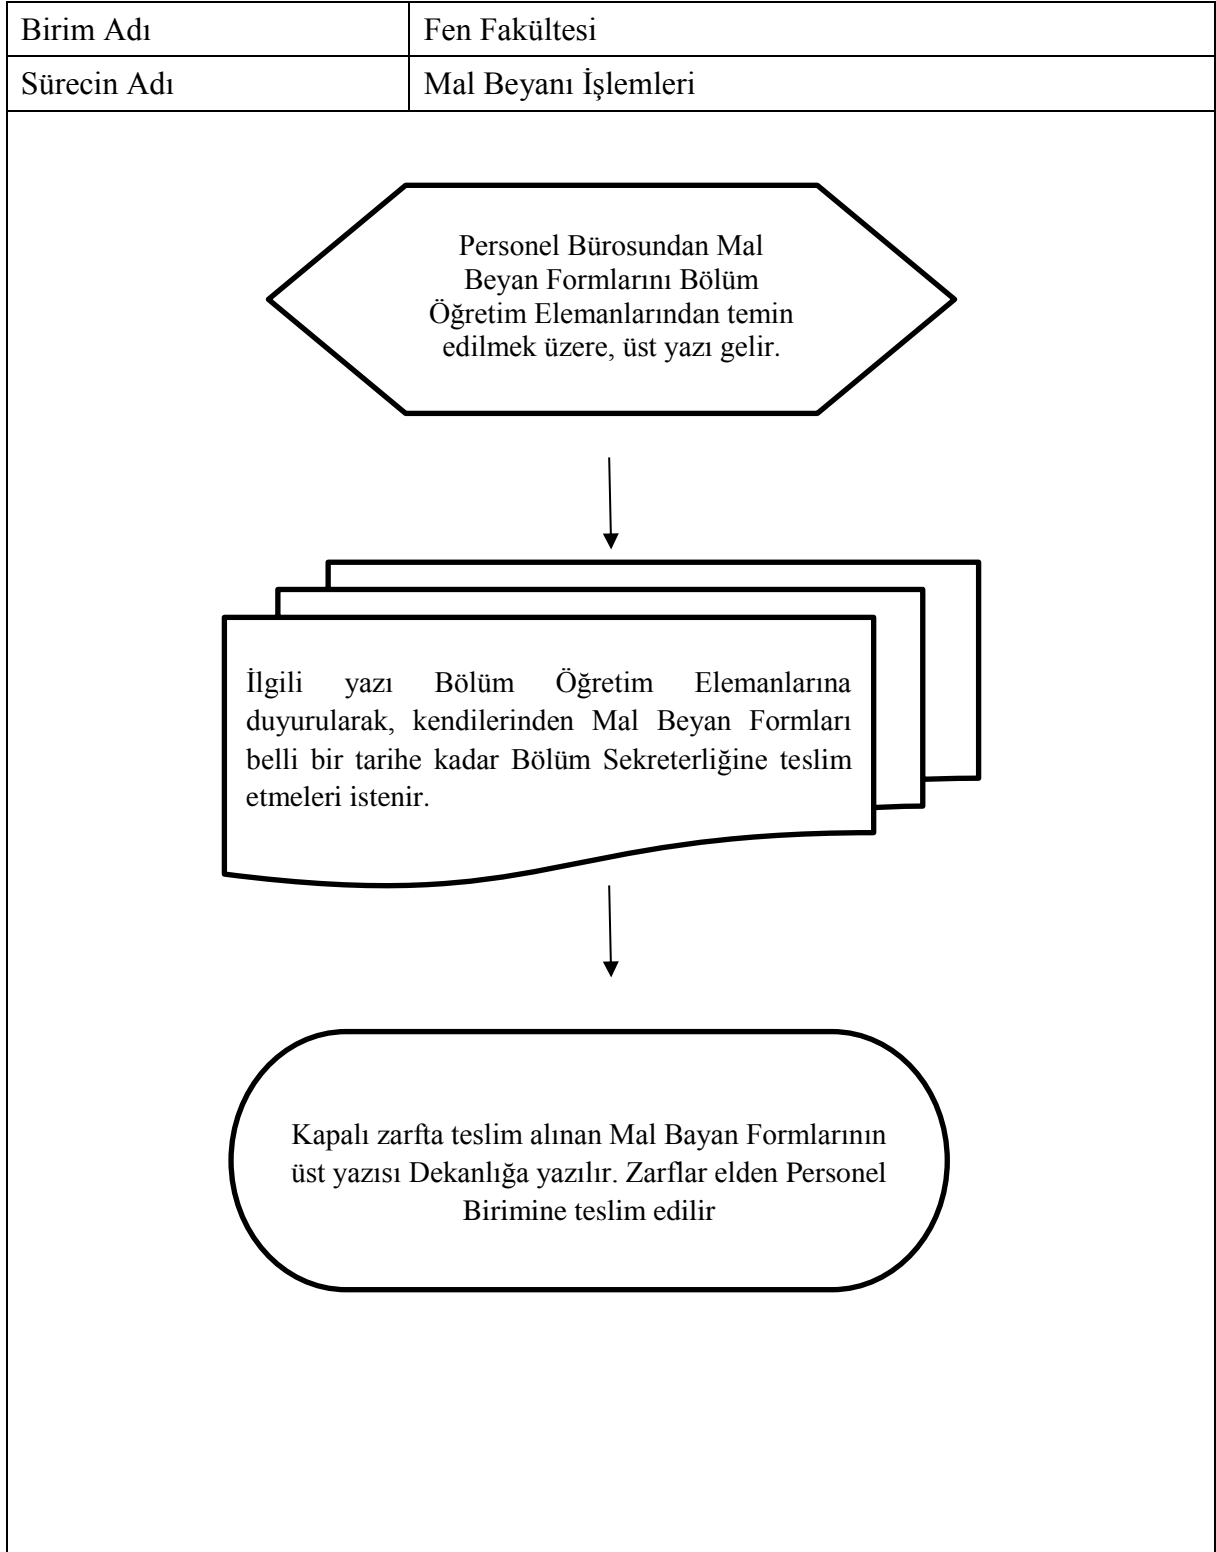 Birim Adı Fen Fakültesi
Sürecin Adı Mal Beyanı İşlemleri
Personel Bürosundan Mal
Beyan Formlarını Bölüm
Öğretim Elemanlarından temin
edilmek üzere, üst yazı gelir.
İlgili yazı Bölüm Öğretim Elemanlarına
duyurularak, kendilerinden Mal Beyan Formları
belli bir tarihe kadar Bölüm Sekreterliğine teslim
etmeleri istenir.
Kapalı zarfta teslim alınan Mal Bayan Formlarının
üst yazısı Dekanlığa yazılır. Zarflar elden Personel
Birimine teslim edilir